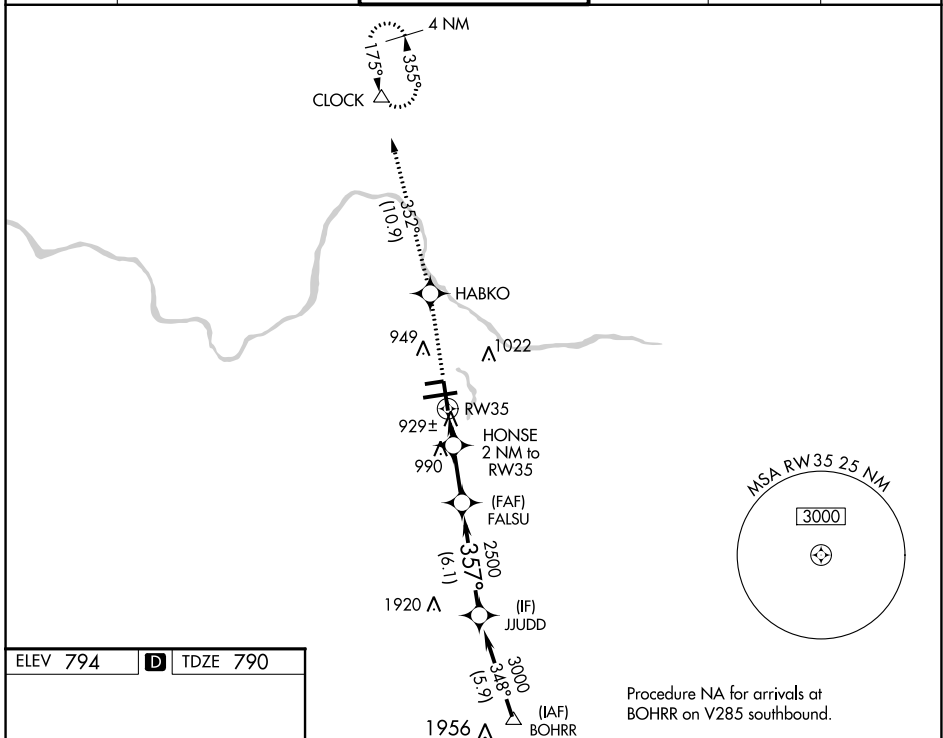 4 NM
175°
355°
CLOCK
352°
(10.9)
HABKO
949
1022
RW35
929±
HONSE
2 NM to
RW35
990
(FAF)
FALSU
2500
357°
(6.1)
1920
(IF)
JJUDD
3000
348°
(5.9)
(IAF)
BOHRR
1956
MSA RW35 25 NM
3000
Procedure NA for arrivals at
BOHRR on V285 southbound.
ELEV 794 D TDZE 790